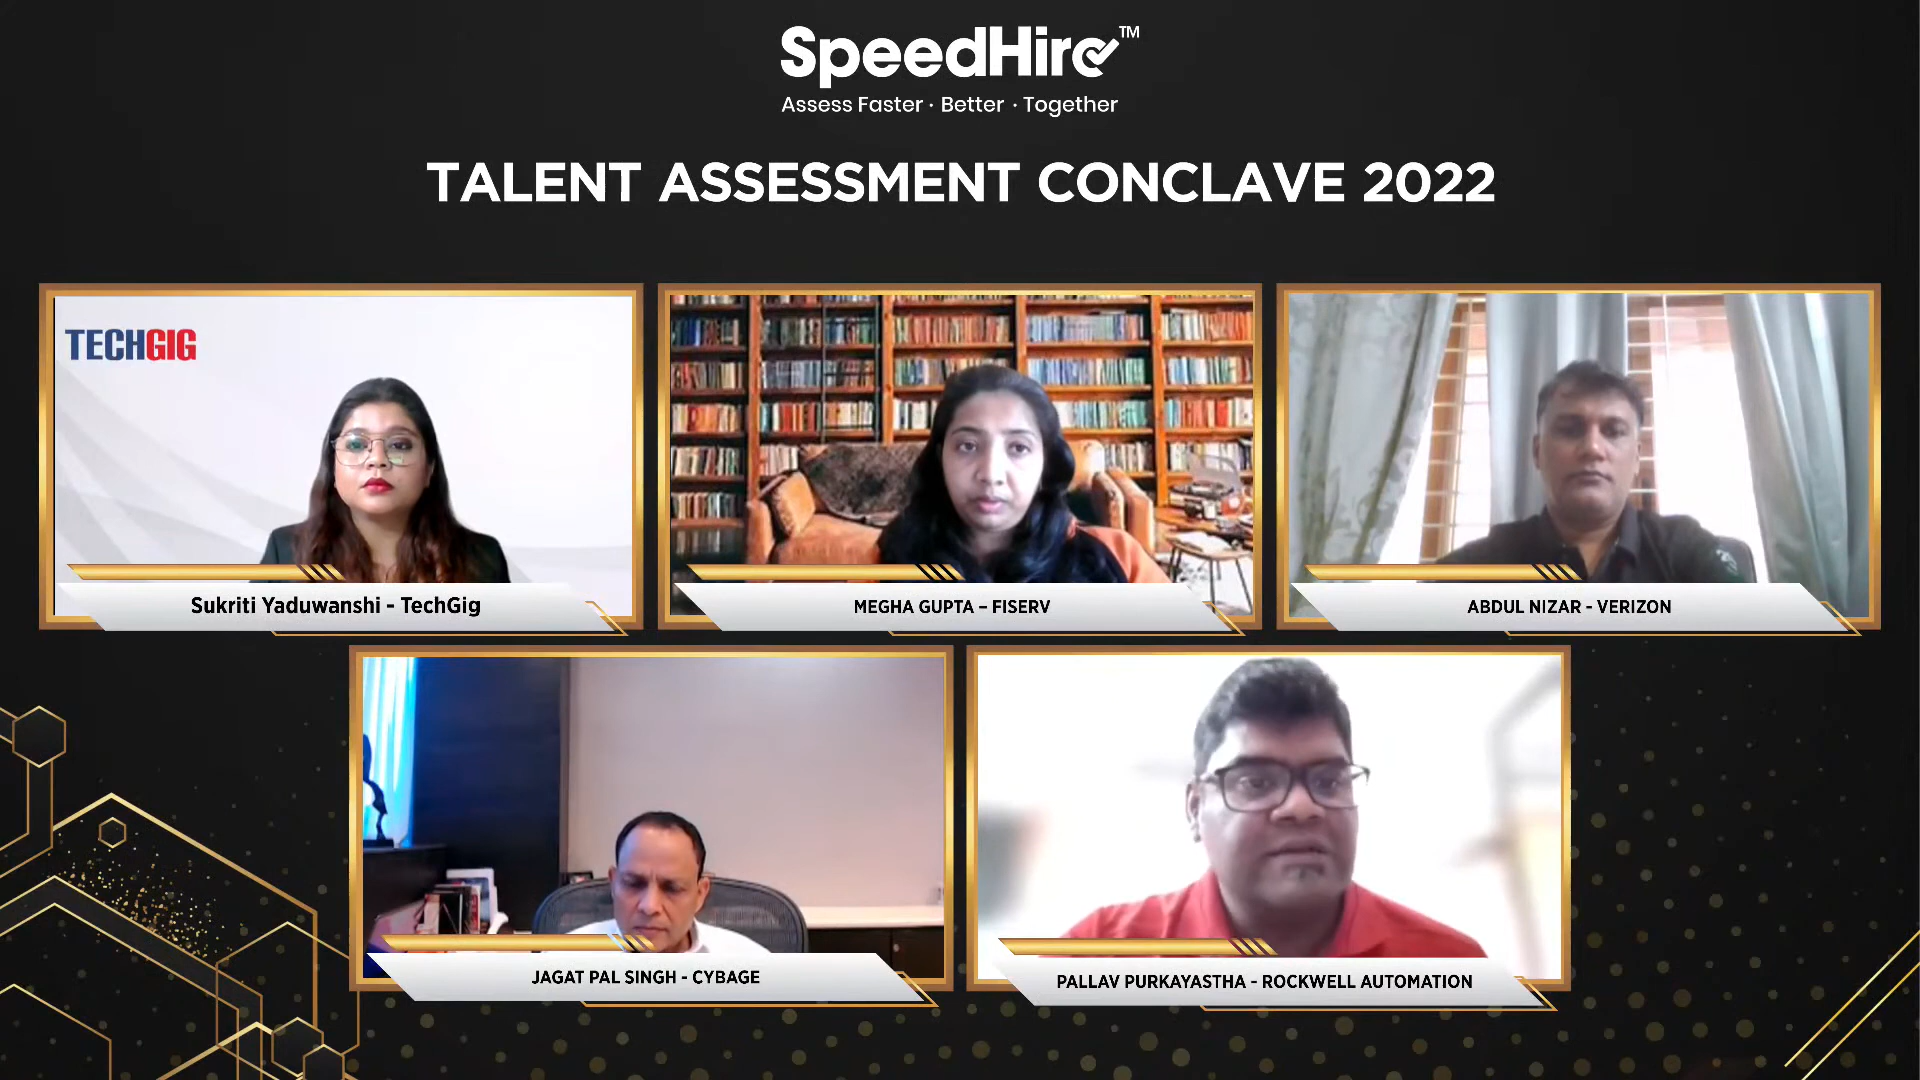 SpeedHire™
Assess Faster · Better · Together
TALENT ASSESSMENT CONCLAVE 2022
TECHGIG
Sukriti Yaduwanshi - TechGig
MEGHA GUPTA – FISERV
ABDUL NIZAR - VERIZON
JAGAT PAL SINGH - CYBAGE
PALLAV PURKAYASTHA - ROCKWELL AUTOMATION